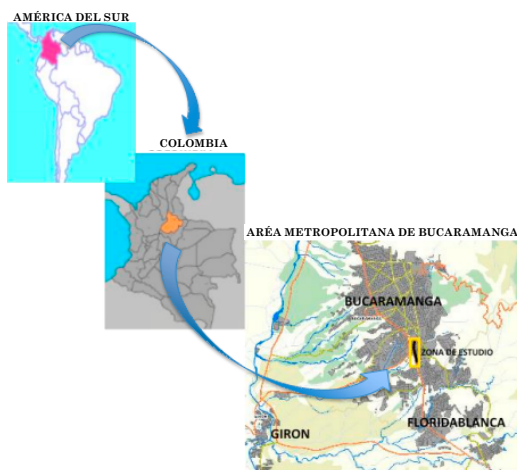 AMÉRICA DEL SUR
COLOMBIA
ARÉA METROPOLITANA DE BUCARAMANGA
BUCARAMANGA
ZONA DE ESTUDIO
FLORIDABLANCA
GIRON